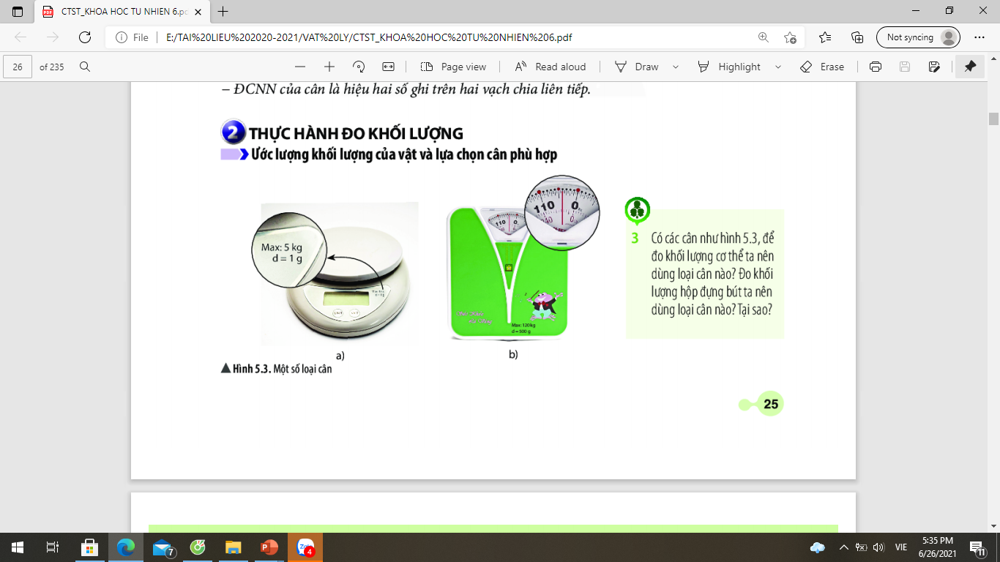 CTST_KHOA HOC TU NHIEN 6.pd
File
E:/TAI%20LIEU%202020-2021/VAT%20LY/CTST_KHOA%20HOC%20TU%20NHIEN%206.pdf
Not syncing
26 of 235
Page view
Read aloud
Draw
Highlight
Erase
– ĐCNN của cân là hiệu hai số ghi trên hai vạch chia liên tiếp.
2 THỰC HÀNH ĐO KHỐI LƯỢNG
Ước lượng khối lượng của vật và lựa chọn cân phù hợp
Max: 5 kg
d = 1 g
110 0
110 0
Max: 120 kg
d = 500 g
a)
b)
Hình 5.3. Một số loại cân
3 Có các cân như hình 5.3, để
đo khối lượng cơ thể ta nên
dùng loại cân nào? Đo khối
lượng hộp đựng bút ta nên
dùng loại cân nào? Tại sao?
25
7
4
VIE
5:35 PM
6/26/2021
11